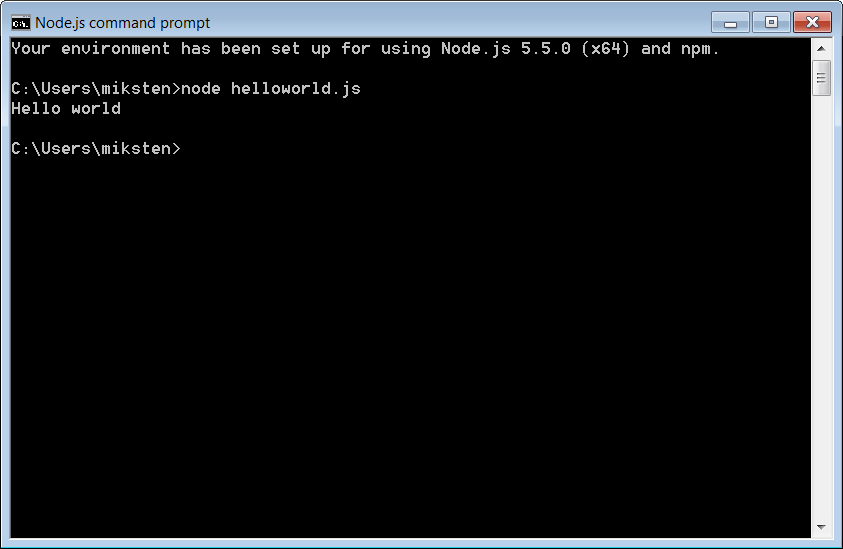 Node.js command prompt
Your environment has been set up for using Node.js 5.5.0 (x64) and npm.
C:\Users\miksten>node helloworld.js
Hello world
C:\Users\miksten>